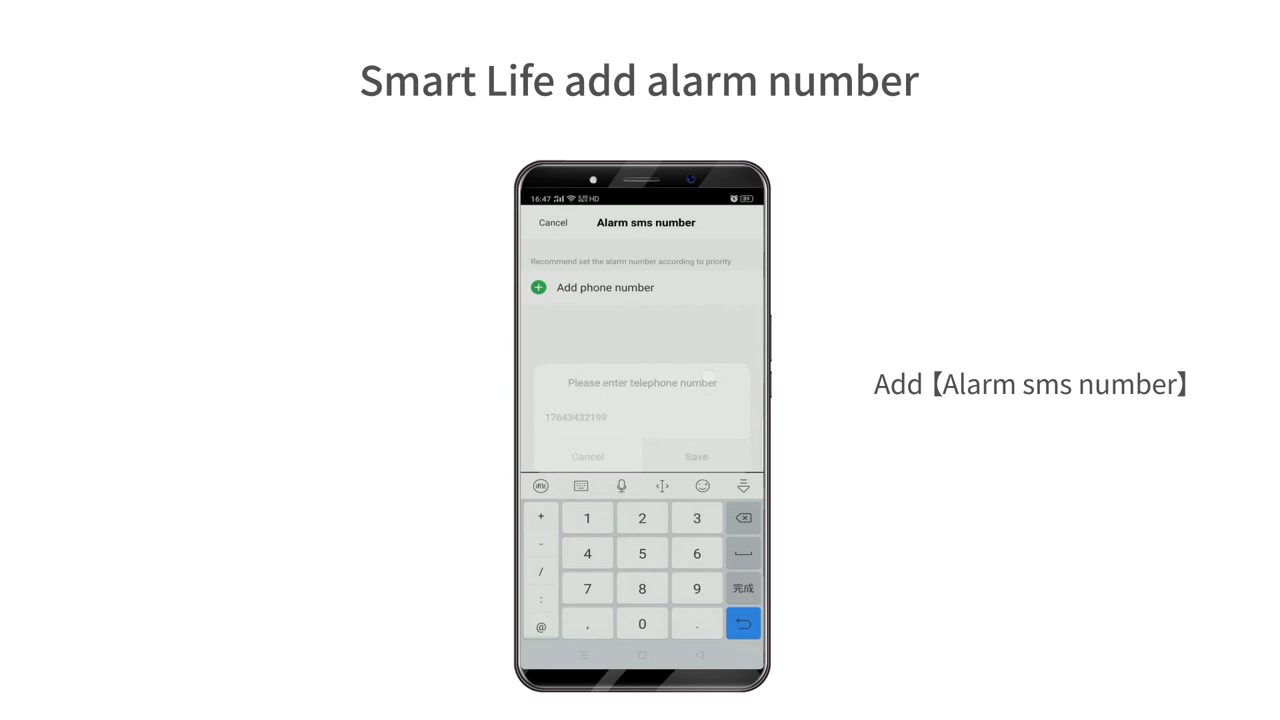 Smart Life add alarm number
16:47 HD 39
Cancel Alarm sms number
Recommend set the alarm number according to priority
Add phone number
Please enter telephone number
17643432199
Cancel Save
Add【Alarm sms number】
+ 1 2 3
- 4 5 6
/ 7 8 9 完成
: , 0 .
@